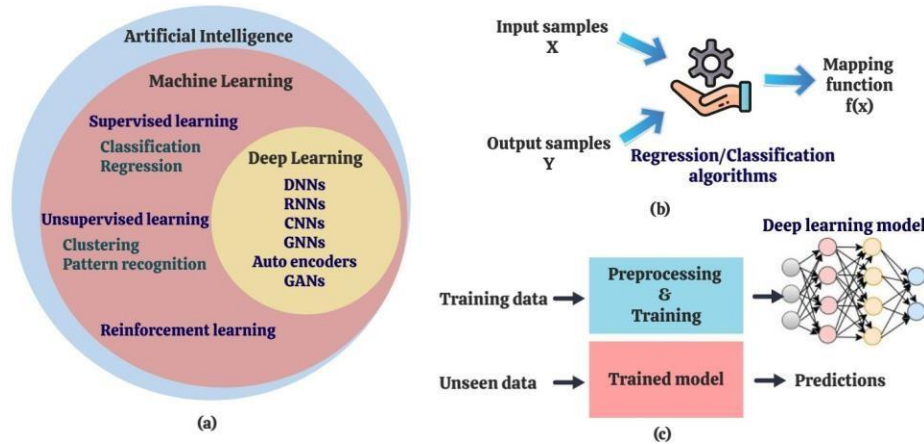 Artificial Intelligence
Machine Learning
Supervised learning
Classification
Regression
Deep Learning
DNNs
RNNs
CNNs
GNNs
Auto encoders
GANs
Unsupervised learning
Clustering
Pattern recognition
Reinforcement learning
(a)
Input samples
X
Output samples
Y
Mapping
function
f(x)
Regression/Classification
algorithms
(b)
Deep learning model
Training data
Preprocessing
&
Training
Unseen data
Trained model
Predictions
(c)